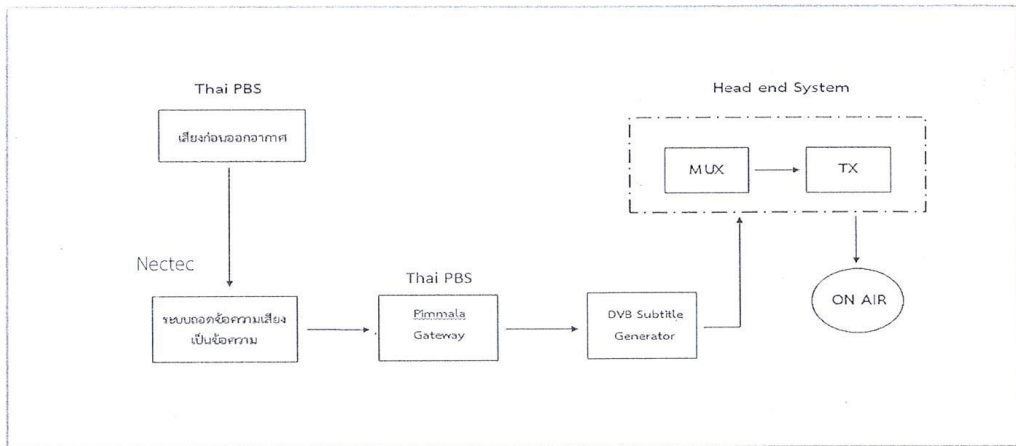 Thai PBS
เสียงก่อนออกอากาศ
Nectec
ระบบถอดข้อความเสียง
เป็นข้อความ
Thai PBS
Pimmala
Gateway
DVB Subtitle
Generator
Head end System
MUX
TX
ON AIR